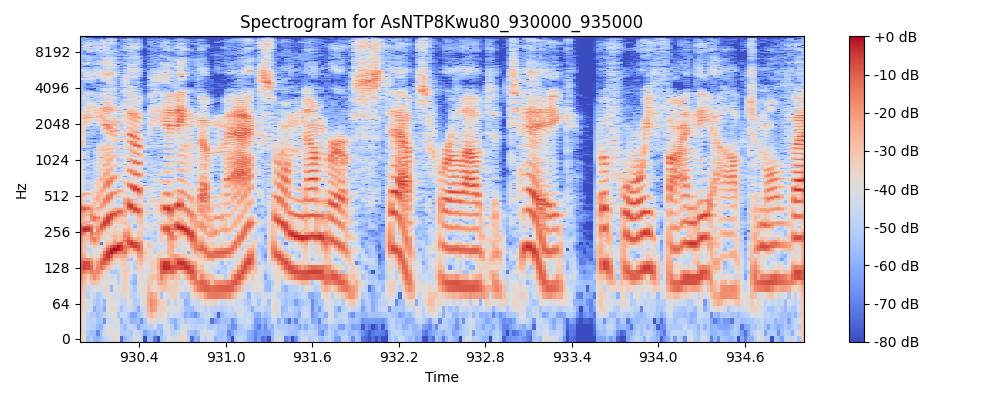 Spectrogram for AsNTP8Kwu80_930000_935000
8192
4096
2048
1024
512
256
128
64
0
Hz
930.4 931.0 931.6 932.2 932.8 933.4 934.0 934.6
Time
+0 dB
-10 dB
-20 dB
-30 dB
-40 dB
-50 dB
-60 dB
-70 dB
-80 dB